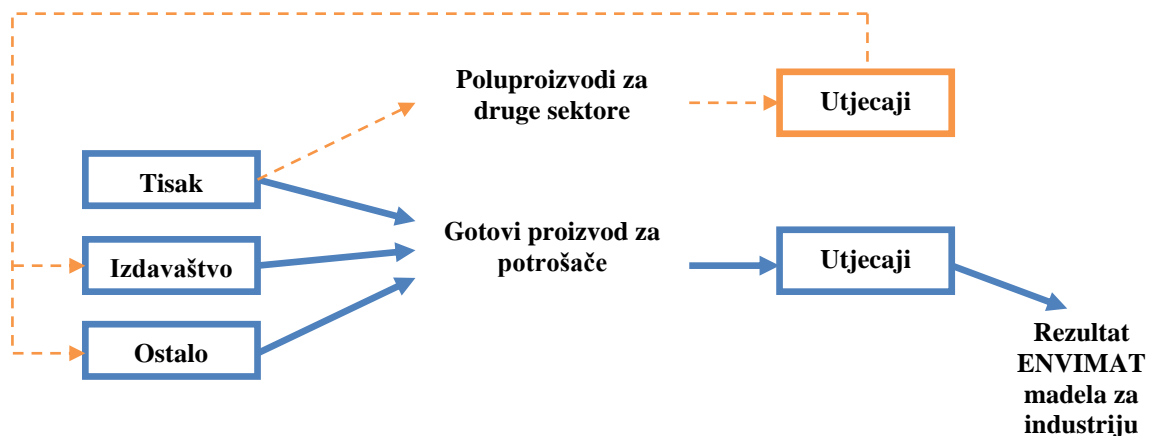 Poluproizvodi za
druge sektore
Utjecaji
Tisak
Izdavaštvo
Ostalo
Gotovi proizvod za
potrošače
Utjecaji
Rezultat
ENVIMAT
madela za
industriju